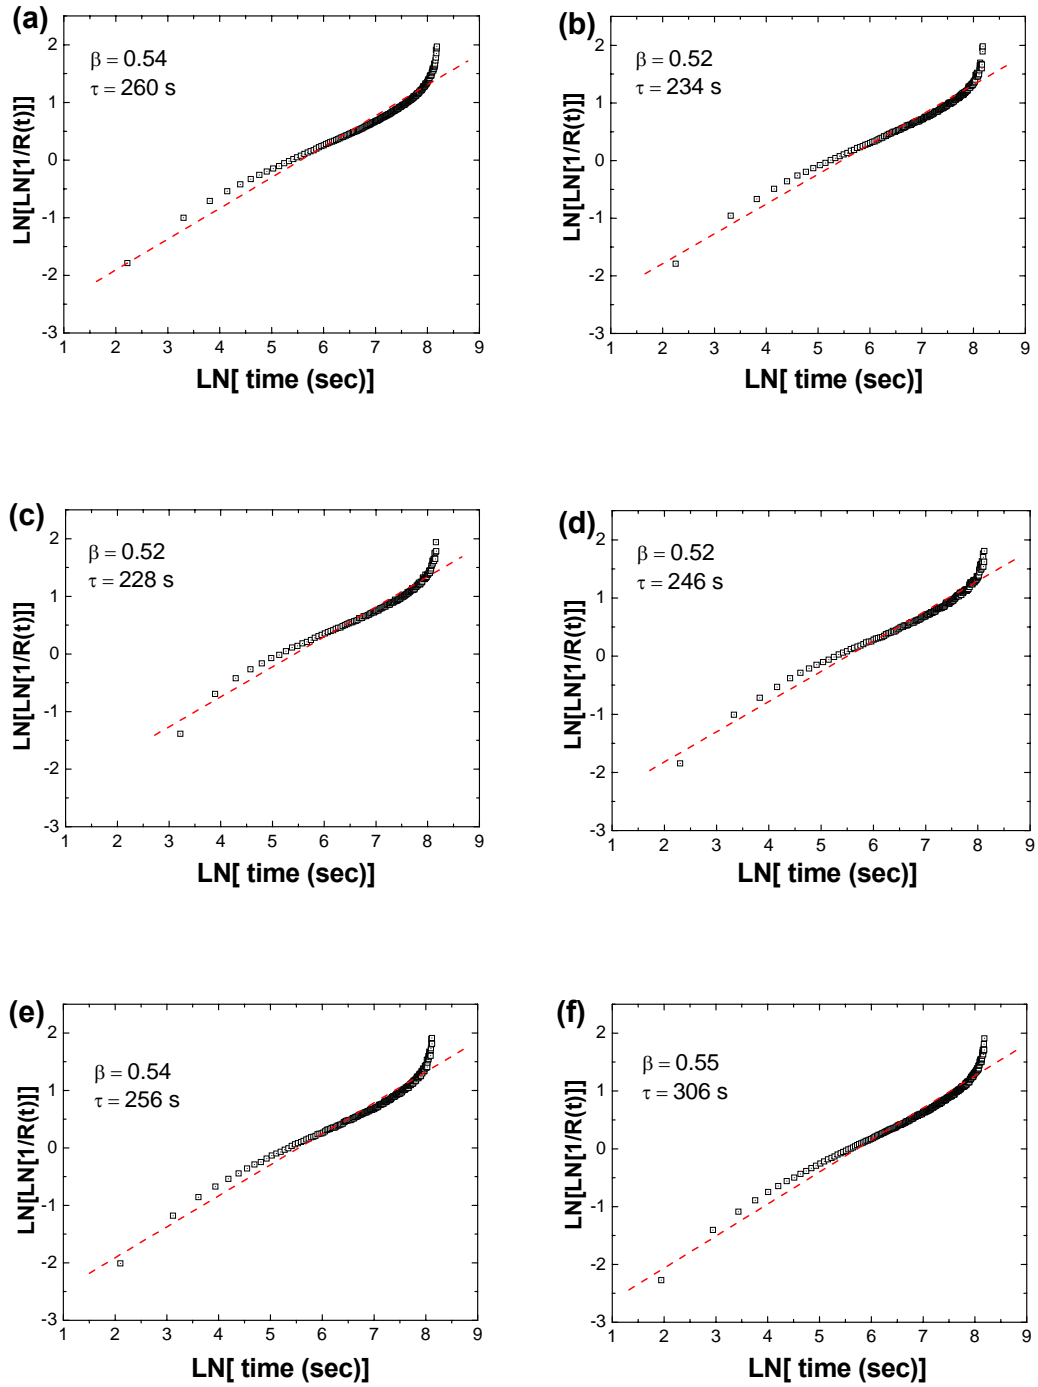 (a)
β = 0.54
τ = 260 s
LN[LN[1/R(t)]]
2
1
0
-1
-2
-3
1 2 3 4 5 6 7 8 9
LN[ time (sec)]
(b)
β = 0.52
τ = 234 s
LN[LN[1/R(t)]]
2
1
0
-1
-2
-3
1 2 3 4 5 6 7 8 9
LN[ time (sec)]
(c)
β = 0.52
τ = 228 s
LN[LN[1/R(t)]]
2
1
0
-1
-2
-3
1 2 3 4 5 6 7 8 9
LN[ time (sec)]
(d)
β = 0.52
τ = 246 s
LN[LN[1/R(t)]]
2
1
0
-1
-2
-3
1 2 3 4 5 6 7 8 9
LN[ time (sec)]
(e)
β = 0.54
τ = 256 s
LN[LN[1/R(t)]]
2
1
0
-1
-2
-3
1 2 3 4 5 6 7 8 9
LN[ time (sec)]
(f)
β = 0.55
τ = 306 s
LN[LN[1/R(t)]]
2
1
0
-1
-2
-3
1 2 3 4 5 6 7 8 9
LN[ time (sec)]